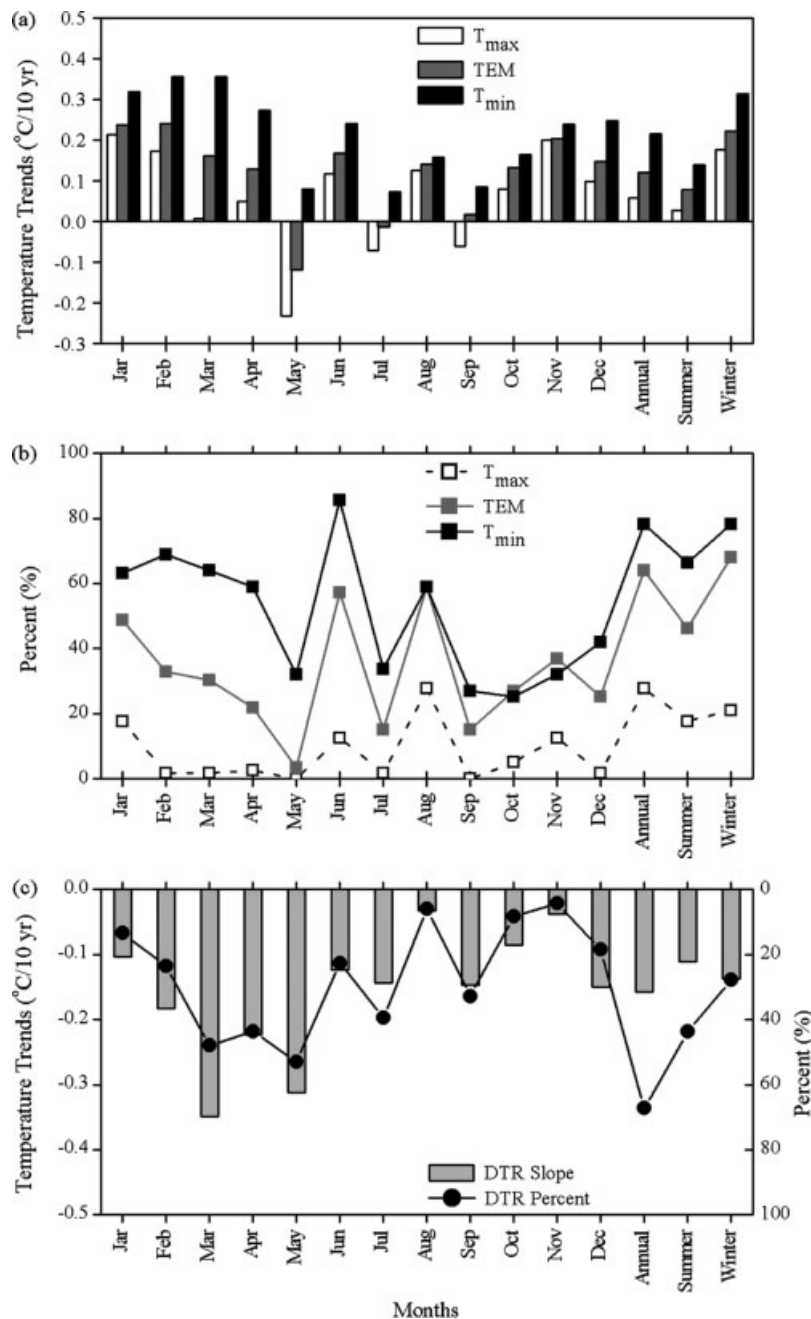 (a)
0.5
0.4
0.3
0.2
0.1
0.0
-0.1
-0.2
-0.3
Temperature Trends (°C/10 yr)
Tmax
TEM
Tmin
Jar
Feb
Mar
Apr
May
Jun
Jul
Aug
Sep
Oct
Nov
Dec
Annual
Summer
Winter
(b)
100
80
60
40
20
0
Percent (%)
Tmax
TEM
Tmin
Jar
Feb
Mar
Apr
May
Jun
Jul
Aug
Sep
Oct
Nov
Dec
Annual
Summer
Winter
(c)
0.0
-0.1
-0.2
-0.3
-0.4
-0.5
Temperature Trends (°C/10 yr)
0
20
40
60
80
100
Percent (%)
DTR Slope
DTR Percent
Jar
Feb
Mar
Apr
May
Jun
Jul
Aug
Sep
Oct
Nov
Dec
Annual
Summer
Winter
Months